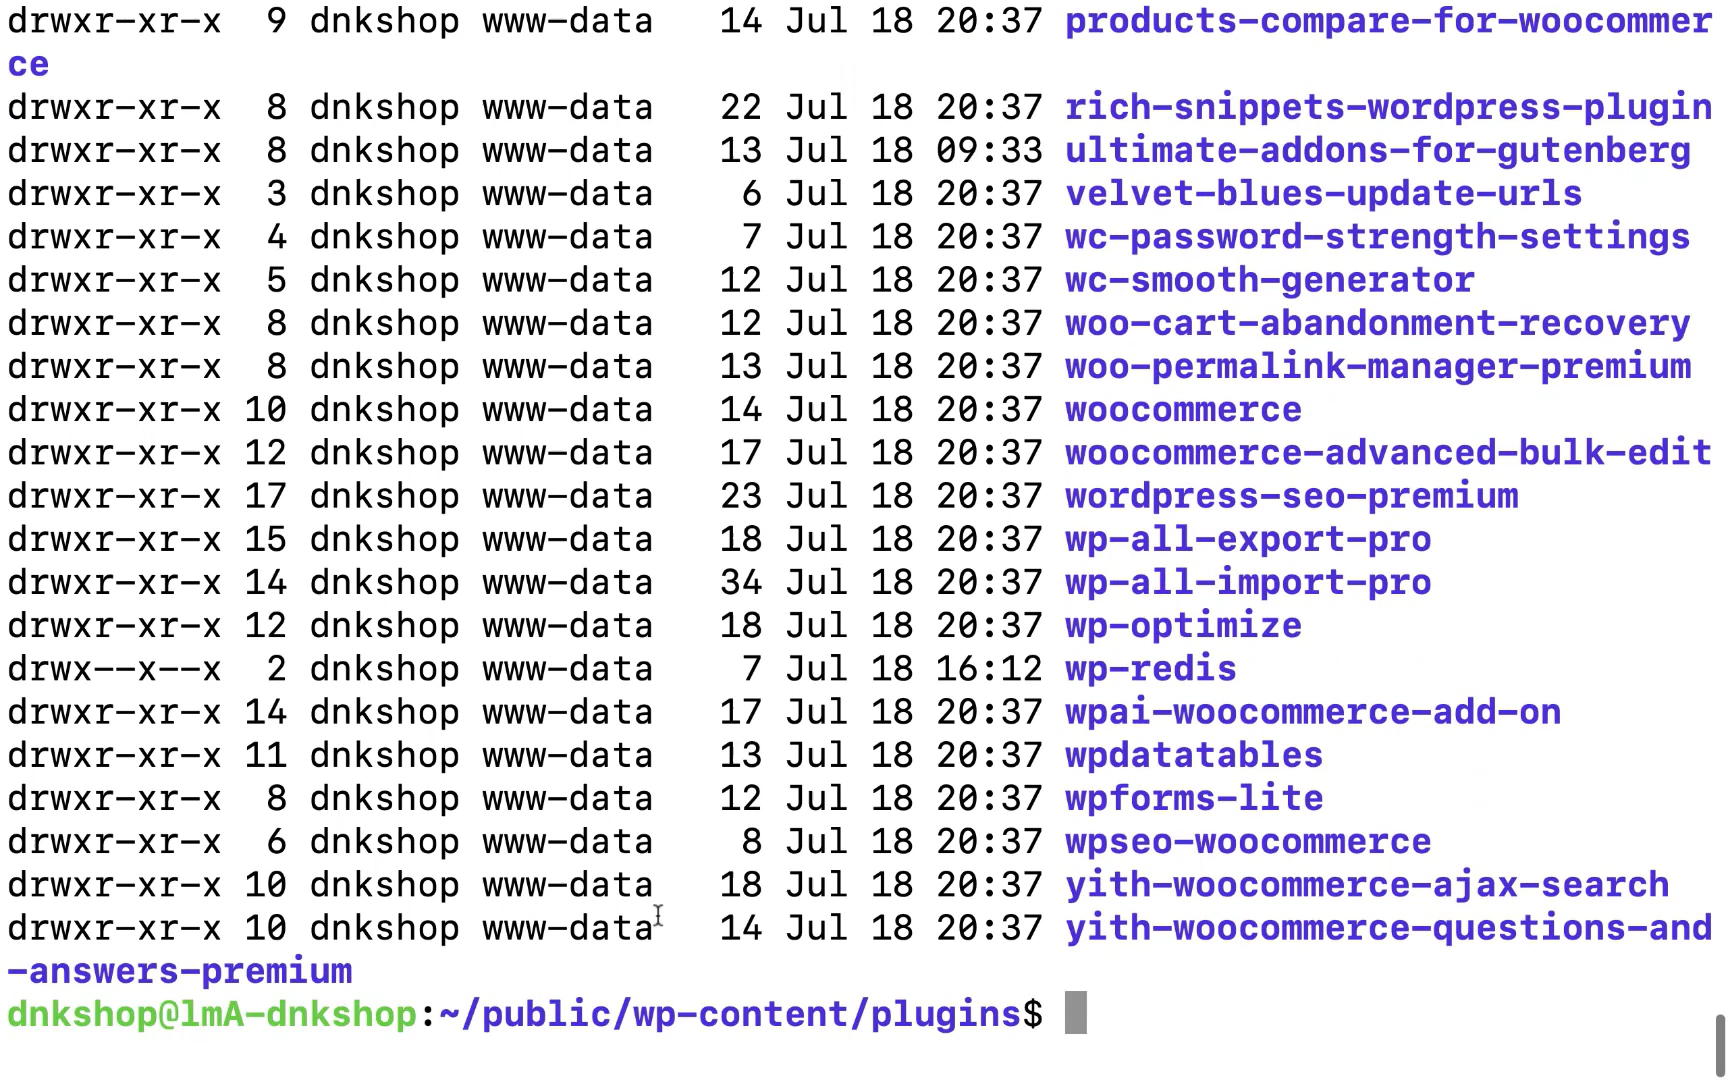 drwxr-xr-x  9 dnkshop www-data   14 Jul 18 20:37 products-compare-for-woocommer
ce
drwxr-xr-x  8 dnkshop www-data   22 Jul 18 20:37 rich-snippets-wordpress-plugin
drwxr-xr-x  8 dnkshop www-data   13 Jul 18 09:33 ultimate-addons-for-gutenberg
drwxr-xr-x  3 dnkshop www-data    6 Jul 18 20:37 velvet-blues-update-urls
drwxr-xr-x  4 dnkshop www-data    7 Jul 18 20:37 wc-password-strength-settings
drwxr-xr-x  5 dnkshop www-data   12 Jul 18 20:37 wc-smooth-generator
drwxr-xr-x  8 dnkshop www-data   12 Jul 18 20:37 woo-cart-abandonment-recovery
drwxr-xr-x  8 dnkshop www-data   13 Jul 18 20:37 woo-permalink-manager-premium
drwxr-xr-x 10 dnkshop www-data   14 Jul 18 20:37 woocommerce
drwxr-xr-x 12 dnkshop www-data   17 Jul 18 20:37 woocommerce-advanced-bulk-edit
drwxr-xr-x 17 dnkshop www-data   23 Jul 18 20:37 wordpress-seo-premium
drwxr-xr-x 15 dnkshop www-data   18 Jul 18 20:37 wp-all-export-pro
drwxr-xr-x 14 dnkshop www-data   34 Jul 18 20:37 wp-all-import-pro
drwxr-xr-x 12 dnkshop www-data   18 Jul 18 20:37 wp-optimize
drwx--x--x  2 dnkshop www-data    7 Jul 18 16:12 wp-redis
drwxr-xr-x 14 dnkshop www-data   17 Jul 18 20:37 wpai-woocommerce-add-on
drwxr-xr-x 11 dnkshop www-data   13 Jul 18 20:37 wpdatatables
drwxr-xr-x  8 dnkshop www-data   12 Jul 18 20:37 wpforms-lite
drwxr-xr-x  6 dnkshop www-data    8 Jul 18 20:37 wpseo-woocommerce
drwxr-xr-x 10 dnkshop www-data   18 Jul 18 20:37 yith-woocommerce-ajax-search
drwxr-xr-x 10 dnkshop www-data   14 Jul 18 20:37 yith-woocommerce-questions-and
-answers-premium
dnkshop@lmA-dnkshop:~/public/wp-content/plugins$